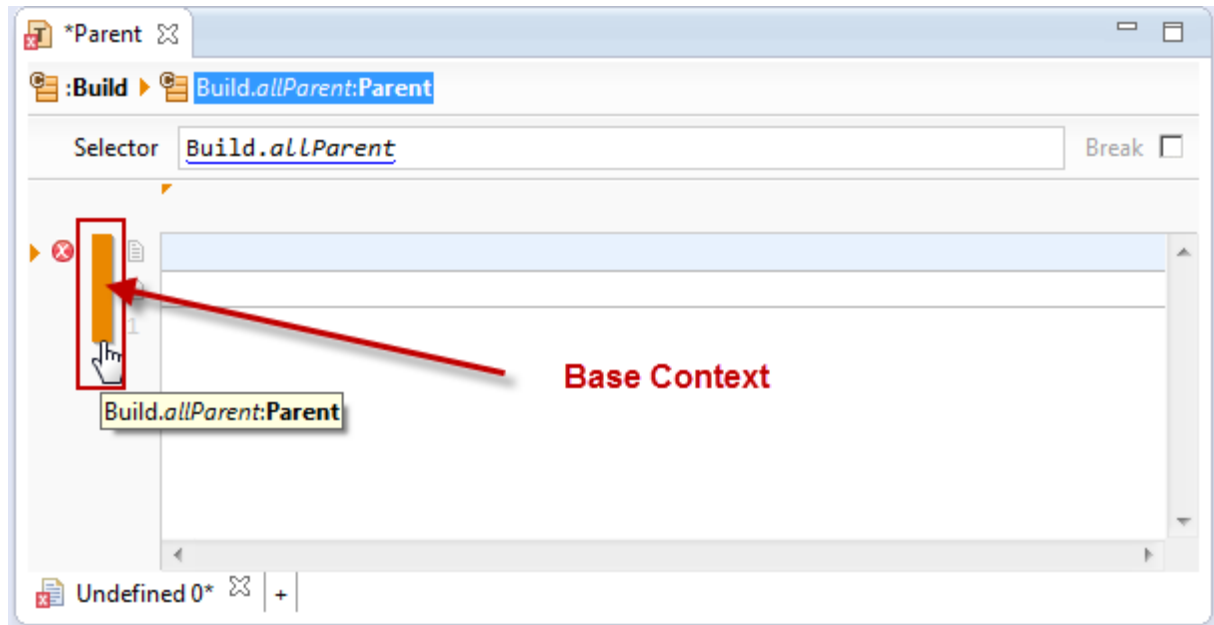 *Parent
:Build Build.allParent:Parent
Selector Build.allParent Break
1
Base Context
Build.allParent:Parent
Undefined 0* +